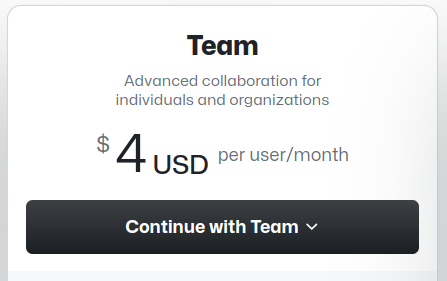 Team
Advanced collaboration for
individuals and organizations
$ 4 USD per user/month
Continue with Team